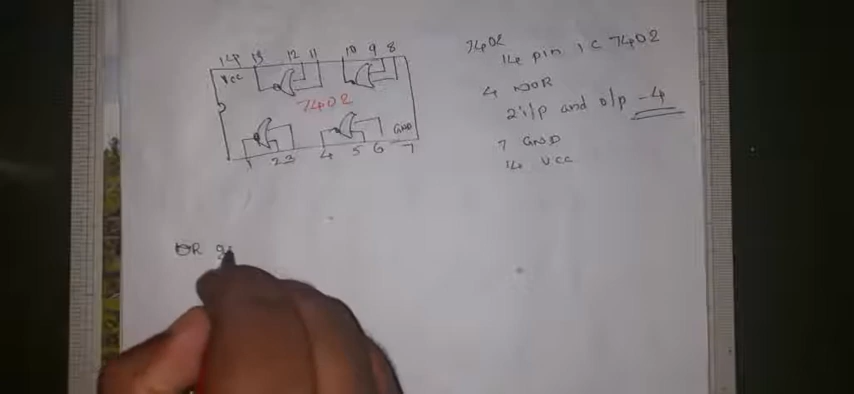 14 13 12 11 10 9 8
VCC
7402
GND
1 2 3 4 5 6 7
7402
14 pin IC 7402
4 NOR
2 i/p and o/p - 4
7 GND
14 VCC
OR